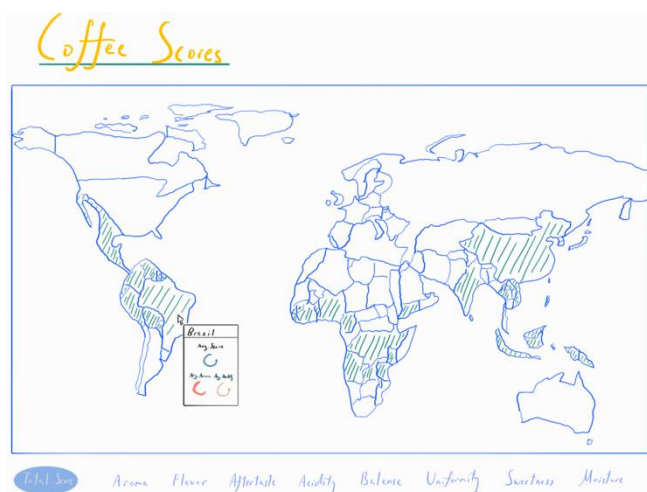 Coffee Scores
Brazil
Avg. Score
Total Score Aroma Flavor Aftertaste Acidity Balance Uniformity Sweetness Moisture